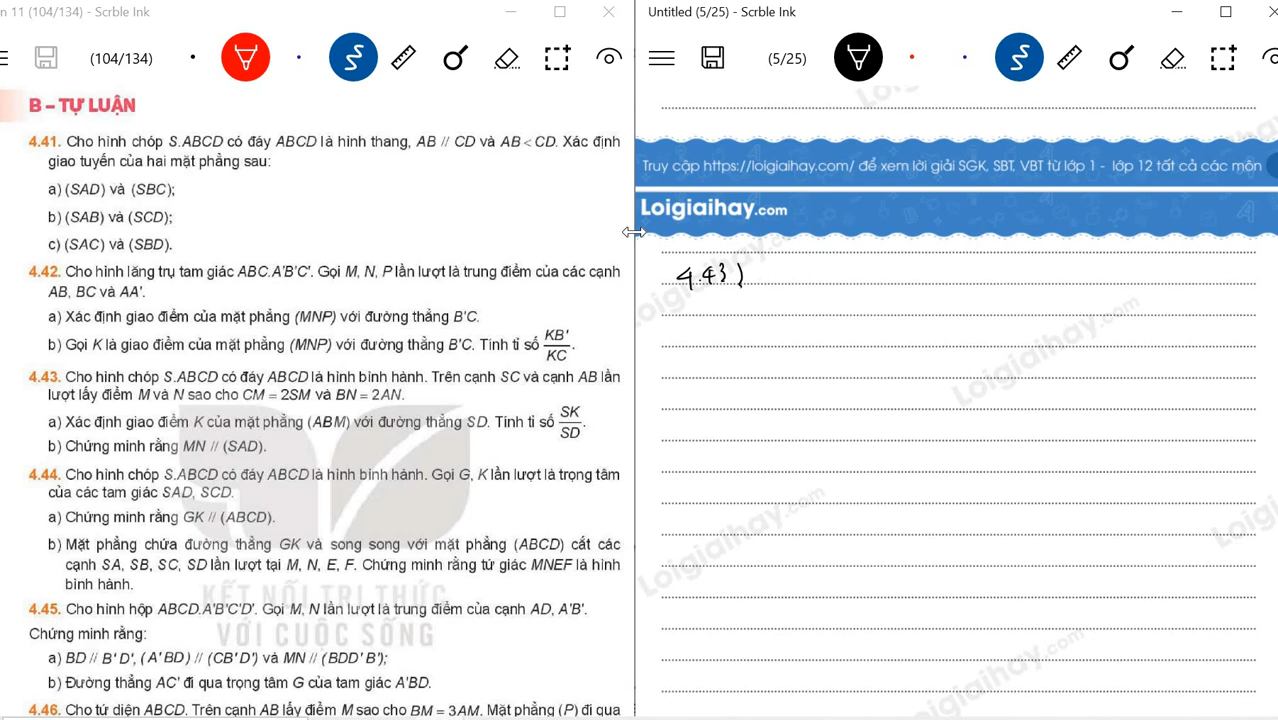 n 11 (104/134) - Scrble Ink
(104/134)
B – TỰ LUẬN
4.41. Cho hình chóp S.ABCD có đáy ABCD là hình thang, AB // CD và AB < CD. Xác định
giao tuyến của hai mặt phẳng sau:
a) (SAD) và (SBC);
b) (SAB) và (SCD);
c) (SAC) và (SBD).
4.42. Cho hình lăng trụ tam giác ABC.A'B'C'. Gọi M, N, P lần lượt là trung điểm của các cạnh
AB, BC và AA'.
a) Xác định giao điểm của mặt phẳng (MNP) với đường thẳng B'C.
b) Gọi K là giao điểm của mặt phẳng (MNP) với đường thẳng B'C. Tính tỉ số KB'/KC.
4.43. Cho hình chóp S.ABCD có đáy ABCD là hình bình hành. Trên cạnh SC và cạnh AB lần
lượt lấy điểm M và N sao cho CM = 2SM và BN = 2AN.
a) Xác định giao điểm K của mặt phẳng (ABM) với đường thẳng SD. Tính tỉ số SK/SD.
b) Chứng minh rằng MN // (SAD).
4.44. Cho hình chóp S.ABCD có đáy ABCD là hình bình hành. Gọi G, K lần lượt là trọng tâm
của các tam giác SAD, SCD.
a) Chứng minh rằng GK // (ABCD).
b) Mặt phẳng chứa đường thẳng GK và song song với mặt phẳng (ABCD) cắt các
cạnh SA, SB, SC, SD lần lượt tại M, N, E, F. Chứng minh rằng tứ giác MNEF là hình
bình hành.
KẾT NỐI TRI THỨC
VỚI CUỘC SỐNG
4.45. Cho hình hộp ABCD.A'B'C'D'. Gọi M, N lần lượt là trung điểm của cạnh AD, A'B'.
Chứng minh rằng:
a) BD // B'D', (A'BD) // (CB'D') và MN // (BDD'B');
b) Đường thẳng AC' đi qua trọng tâm G của tam giác A'BD.
4.46. Cho tứ diện ABCD. Trên cạnh AB lấy điểm M sao cho BM = 3AM. Mặt phẳng (P) đi qua
Untitled (5/25) - Scrble Ink
(5/25)
Truy cập https://loigiaihay.com/ để xem lời giải SGK, SBT, VBT từ lớp 1 - lớp 12 tất cả các môn
Loigiaihay.com
4.43)
Loigiaihay.com
Loigiaihay.com
Loigiaihay.com